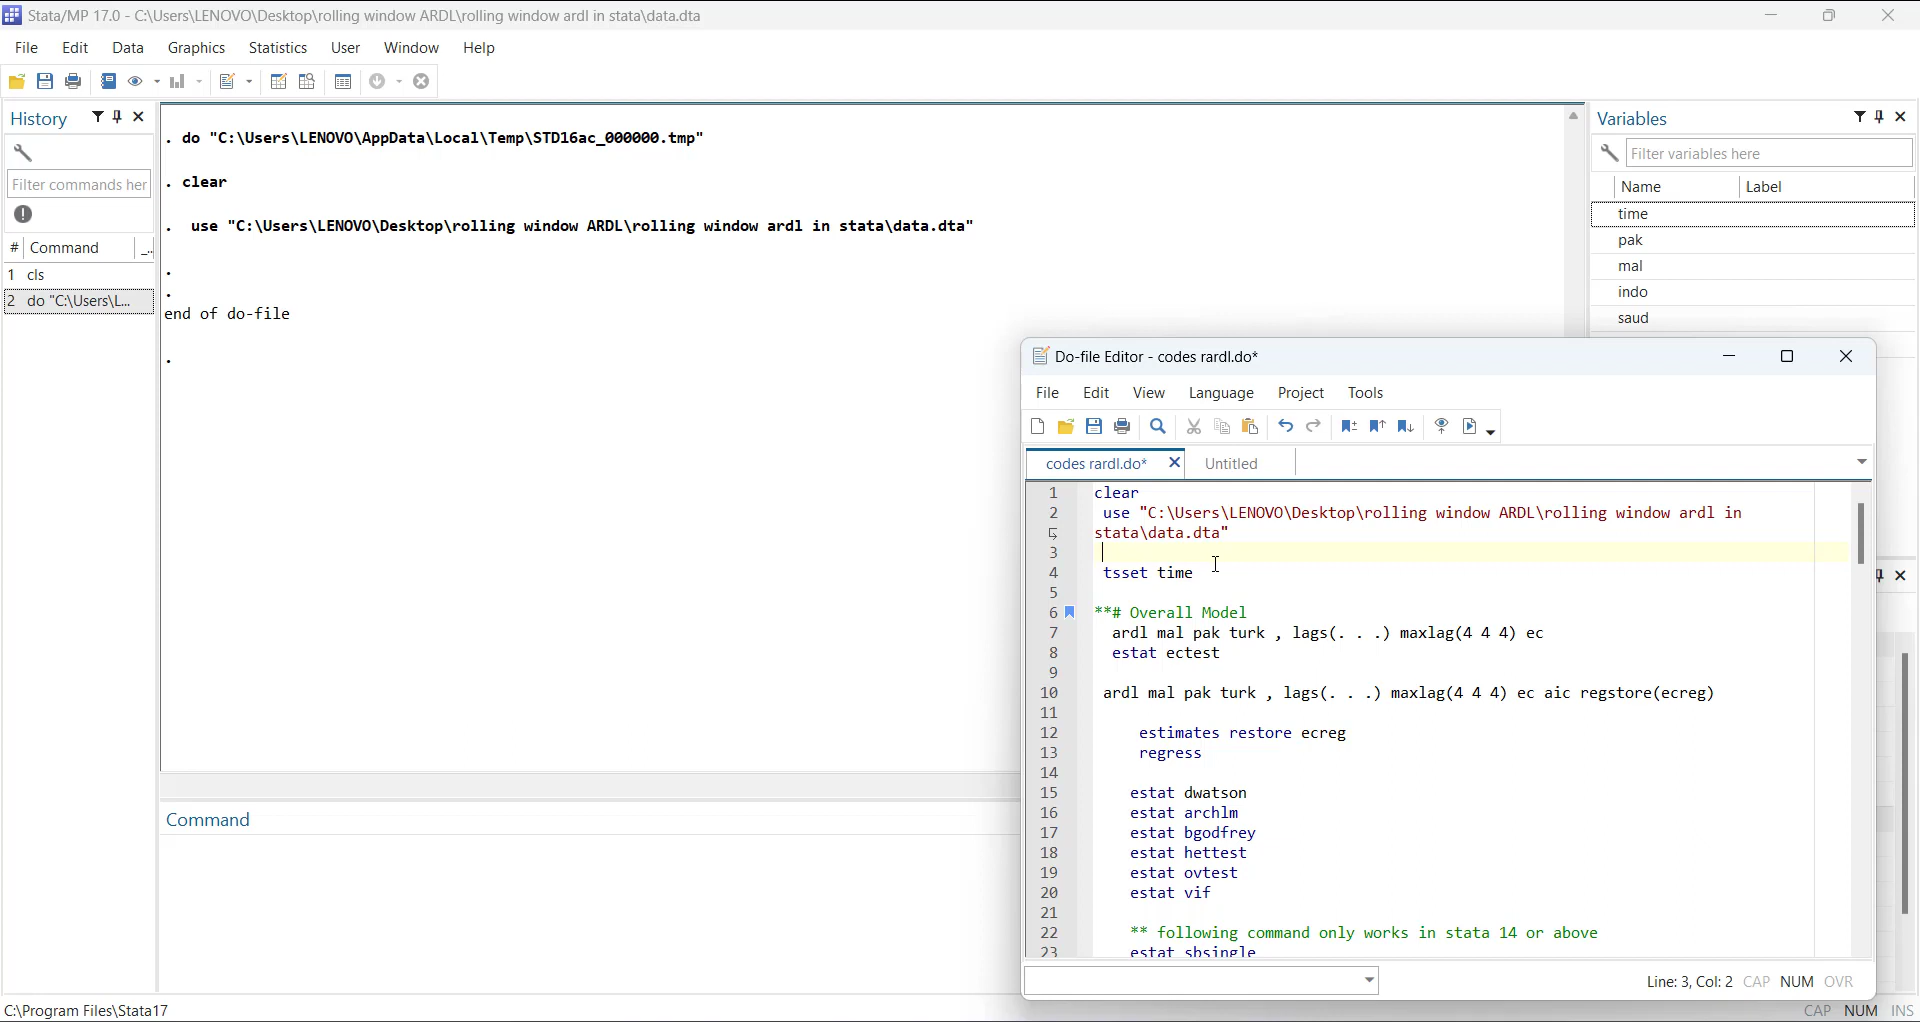 Stata/MP 17.0 - C:\Users\LENOVO\Desktop\rolling window ARDL\rolling window ardl in stata\data.dta
File Edit Data Graphics Statistics User Window Help
History
Filter commands her
# Command
1 cls
2 do "C:\Users\L...
. do "C:\Users\LENOVO\AppData\Local\Temp\STD16ac_000000.tmp"
. clear
. use "C:\Users\LENOVO\Desktop\rolling window ARDL\rolling window ardl in stata\data.dta"
.
.
end of do-file
.
Command
Variables
Filter variables here
Name Label
time
pak
mal
indo
saud
Do-file Editor - codes rardl.do*
File Edit View Language Project Tools
codes rardl.do* Untitled
1 clear
2 use "C:\Users\LENOVO\Desktop\rolling window ARDL\rolling window ardl in
stata\data.dta"
3
4 tsset time
5
6 **# Overall Model
7 ardl mal pak turk , lags(. . .) maxlag(4 4 4) ec
8 estat ectest
9
10 ardl mal pak turk , lags(. . .) maxlag(4 4 4) ec aic regstore(ecreg)
11
12 estimates restore ecreg
13 regress
14
15 estat dwatson
16 estat archlm
17 estat bgodfrey
18 estat hettest
19 estat ovtest
20 estat vif
21
22 ** following command only works in stata 14 or above
23 estat sbsingle
Line: 3, Col: 2 CAP NUM OVR
C:\Program Files\Stata17
CAP NUM INS